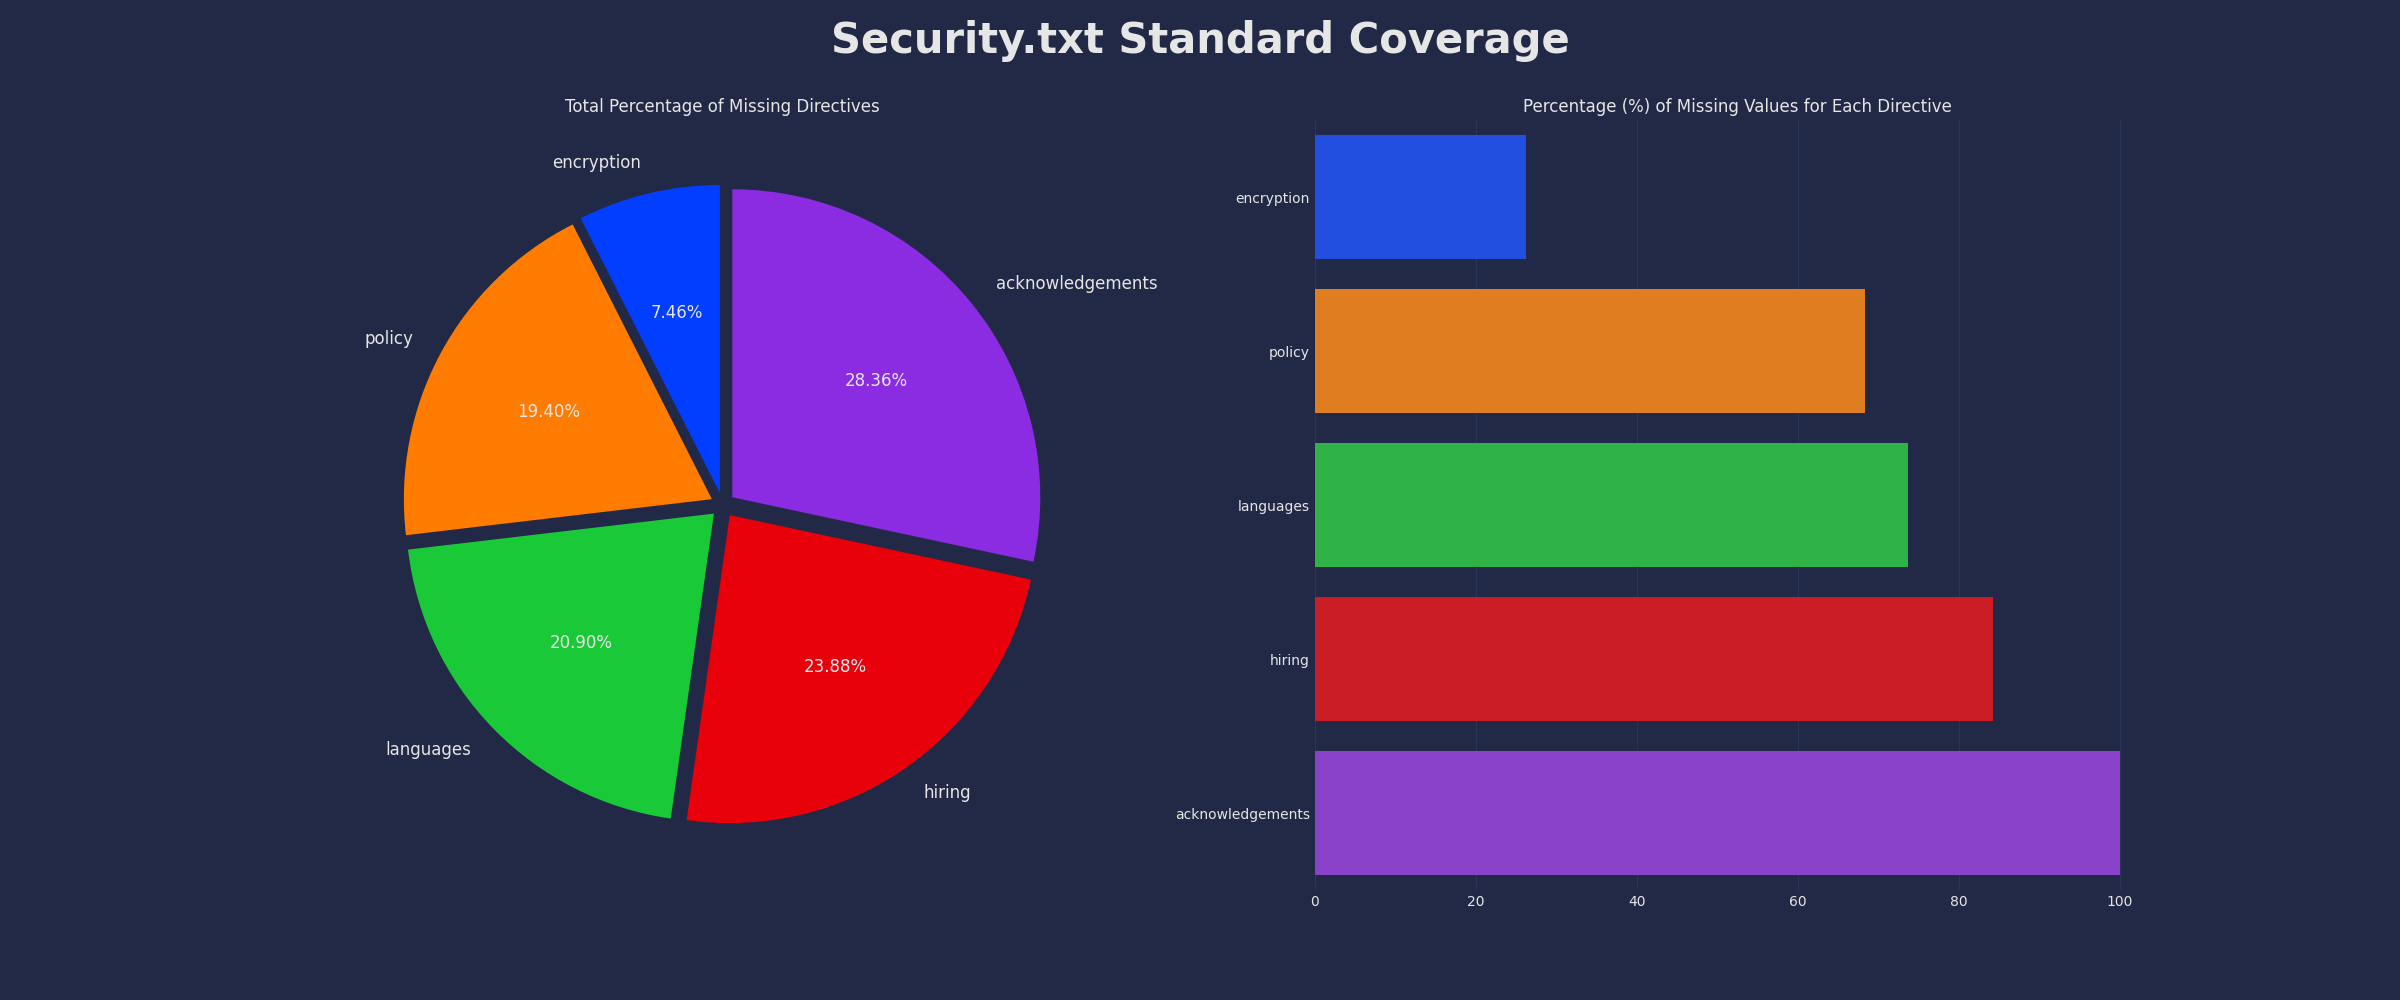 Security.txt Standard Coverage
Total Percentage of Missing Directives
encryption
7.46%
acknowledgements
28.36%
policy
19.40%
languages
20.90%
hiring
23.88%
Percentage (%) of Missing Values for Each Directive
encryption
policy
languages
hiring
acknowledgements
0 20 40 60 80 100